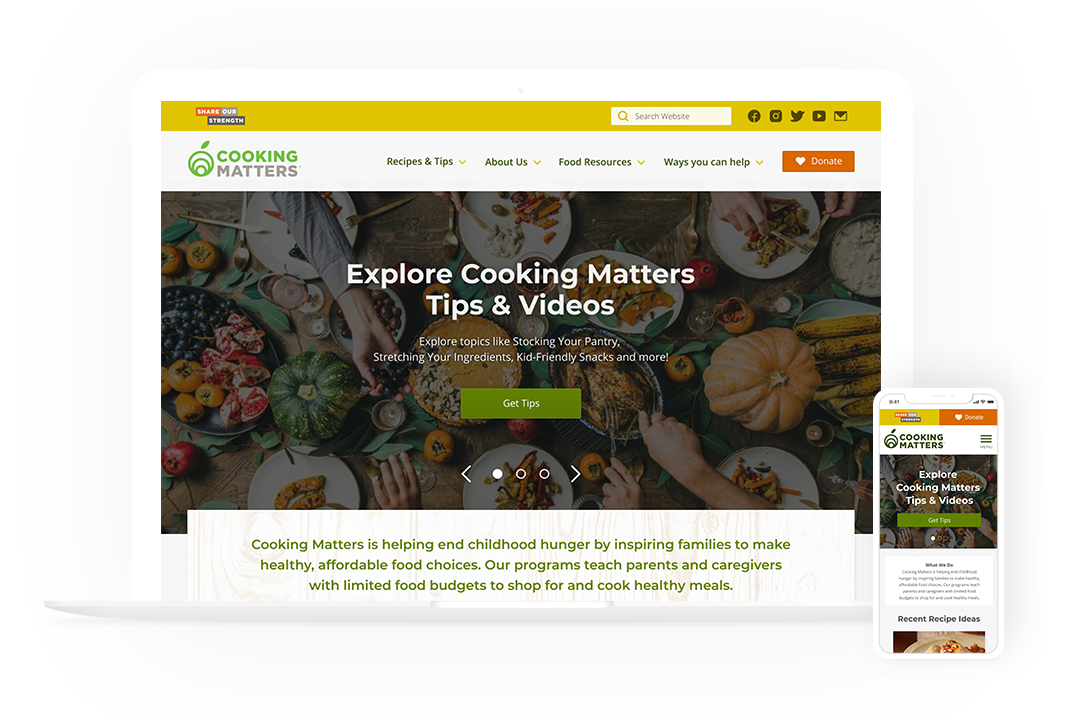 SHARE OUR
STRENGTH
Search Website
COOKING
MATTERS
Recipes & Tips
About Us
Food Resources
Ways you can help
Donate
Explore Cooking Matters
Tips & Videos
Explore topics like Stocking Your Pantry,
Stretching Your Ingredients, Kid-Friendly Snacks and more!
Get Tips
Cooking Matters is helping end childhood hunger by inspiring families to make
healthy, affordable food choices. Our programs teach parents and caregivers
with limited food budgets to shop for and cook healthy meals.
9:41
SHARE OUR
STRENGTH
Donate
COOKING
MATTERS
MENU
Explore
Cooking Matters
Tips & Videos
Get Tips
What We Do
Cooking Matters is helping end childhood
hunger by inspiring families to make healthy,
affordable food choices. Our programs teach
parents and caregivers with limited food
budgets to shop for and cook healthy meals.
Recent Recipe Ideas